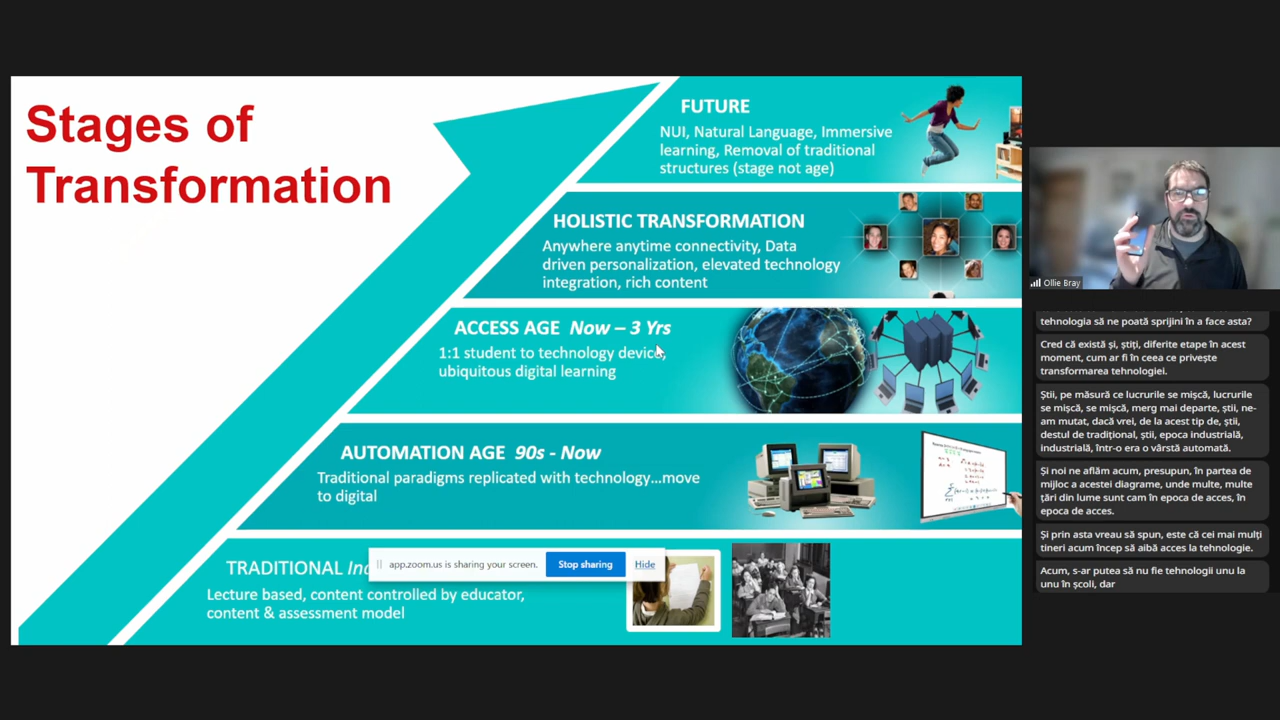 Stages of
Transformation
FUTURE
NUI, Natural Language, Immersive
learning, Removal of traditional
structures (stage not age)
HOLISTIC TRANSFORMATION
Anywhere anytime connectivity, Data
driven personalization, elevated technology
integration, rich content
ACCESS AGE Now – 3 Yrs
1:1 student to technology device,
ubiquitous digital learning
AUTOMATION AGE 90s - Now
Traditional paradigms replicated with technology…move
to digital
TRADITIONAL
Lecture based, content controlled by educator,
content & assessment model
app.zoom.us is sharing your screen.
Stop sharing
Hide
Ollie Bray
tehnologia să ne poată sprijini în a face asta?
Cred că există și, știți, diferite etape în acest
moment, cum ar fi în ceea ce privește
transformarea tehnologiei.
Știi, pe măsură ce lucrurile se mișcă, lucrurile
se mișcă, se mișcă, merg mai departe, știi, ne-
am mutat, dacă vrei, de la acest tip de, știi,
destul de tradițional, știi, epoca industrială,
industrială, într-o era o vârstă automată.
Și noi ne aflăm acum, presupun, în partea de
mijloc a acestei diagrame, unde multe, multe
țări din lume sunt cam în epoca de acces, în
epoca de acces.
Și prin asta vreau să spun, este că cei mai mulți
tineri acum încep să aibă acces la tehnologie.
Acum, s-ar putea să nu fie tehnologii unu la
unu în școli, dar